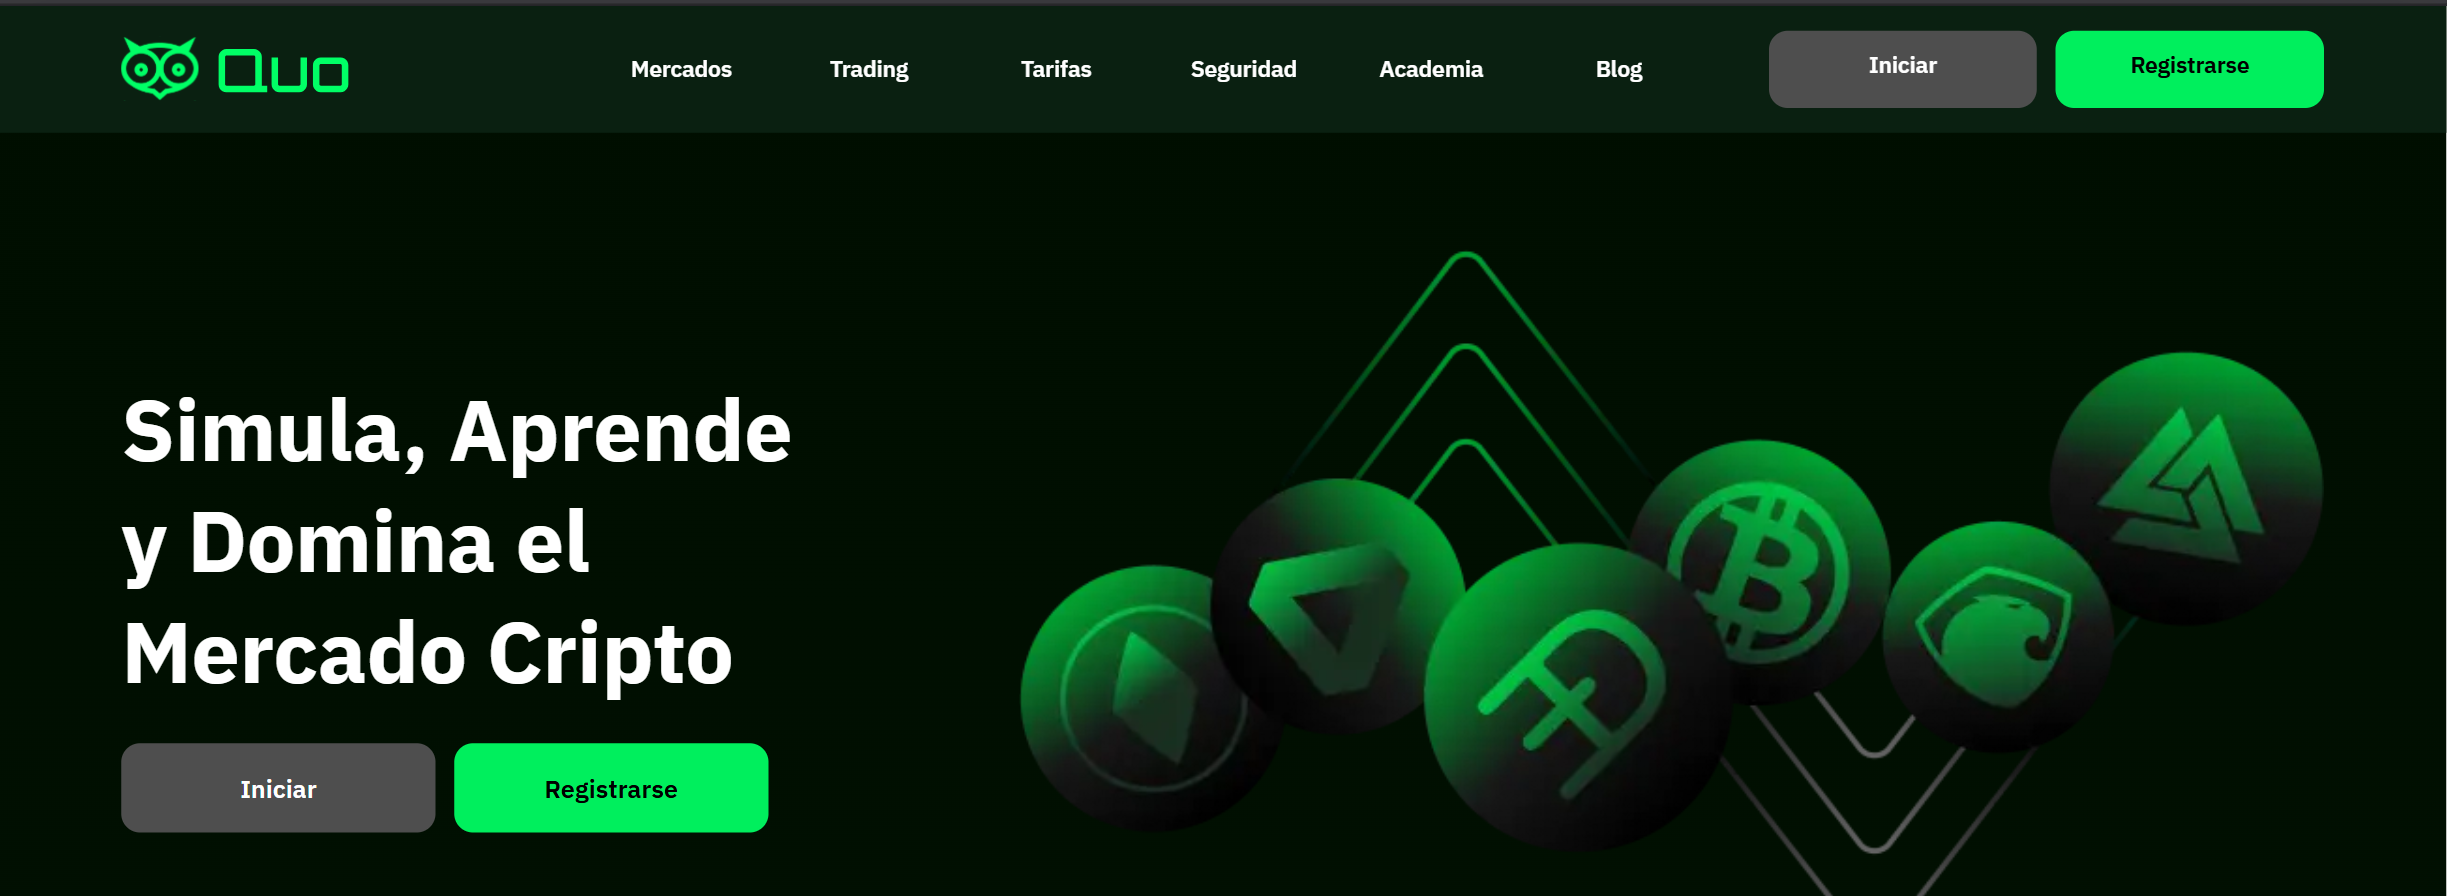 Quo
Mercados
Trading
Tarifas
Seguridad
Academia
Blog
Iniciar
Registrarse
Simula, Aprende
y Domina el
Mercado Cripto
Iniciar
Registrarse